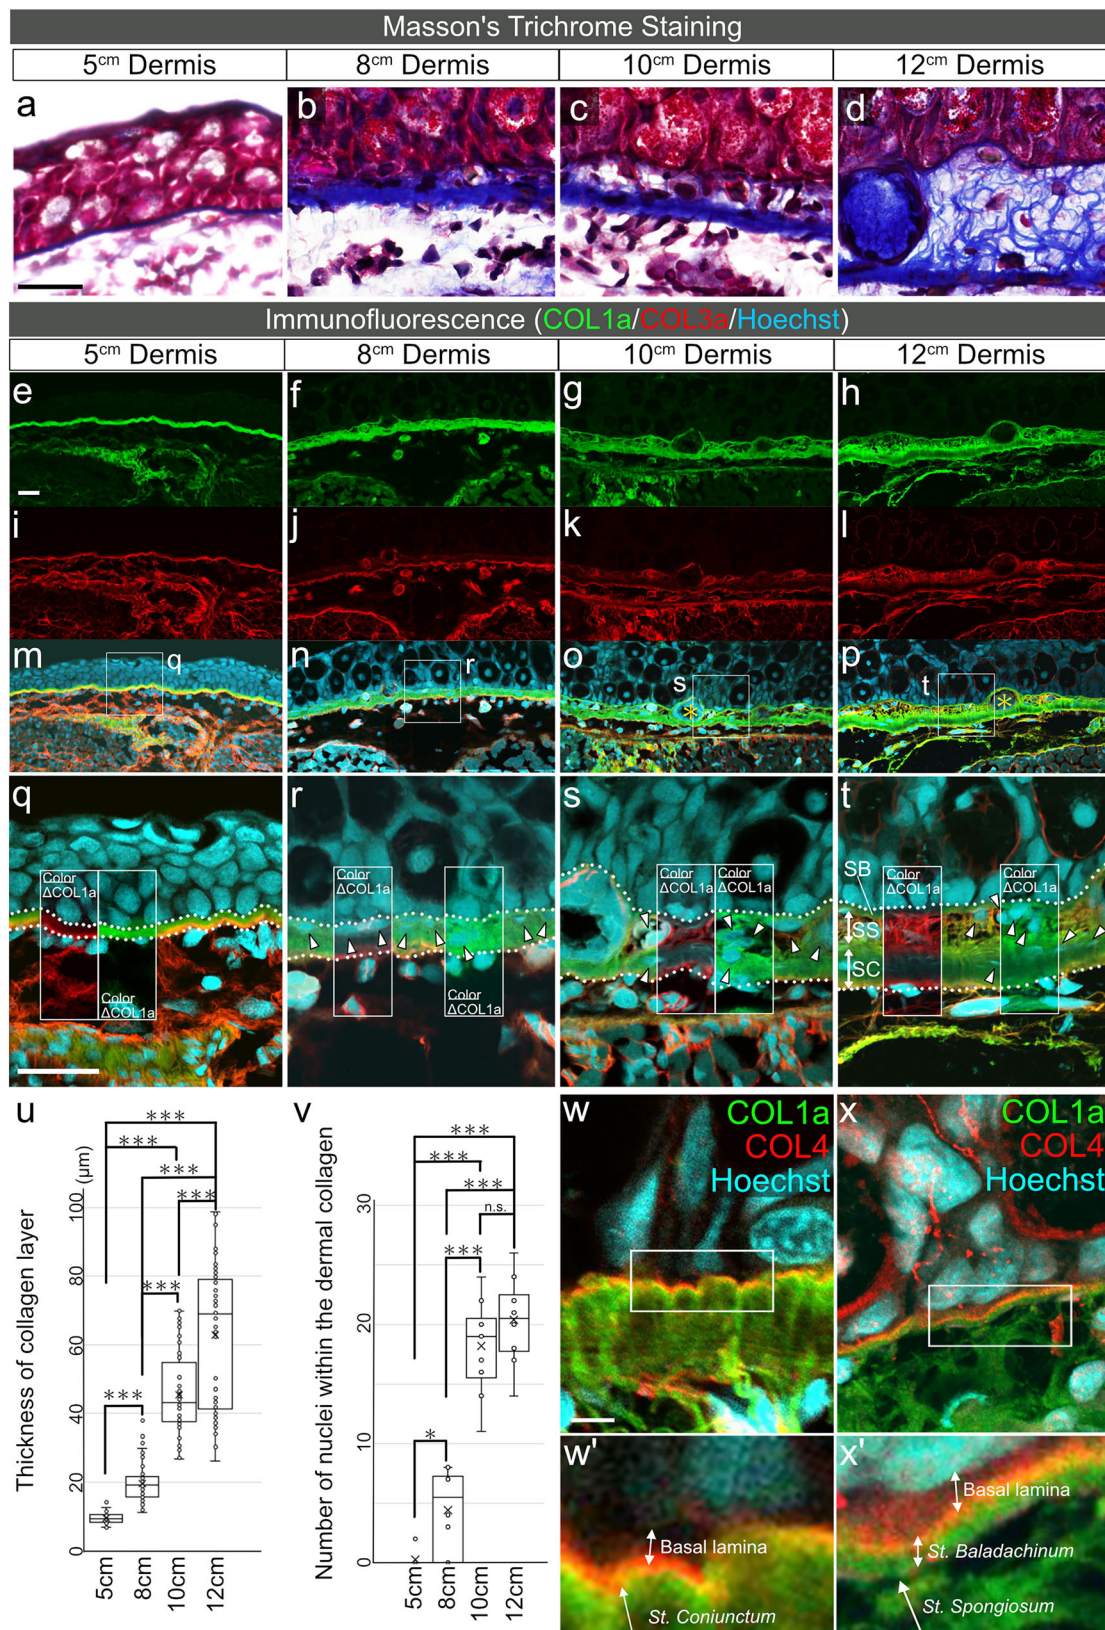 Masson's Trichrome Staining
5cm Dermis 8cm Dermis 10cm Dermis 12cm Dermis
a b c d
Immunofluorescence (COL1a/COL3a/Hoechst)
5cm Dermis 8cm Dermis 10cm Dermis 12cm Dermis
e f g h
i j k l
m q n r o s p t
* *
q r s t
Color
ΔCOL1a
Color
ΔCOL1a
Color
ΔCOL1a
Color
ΔCOL1a
Color
ΔCOL1a
Color
ΔCOL1a
Color
ΔCOL1a
Color
ΔCOL1a
SB
SS
SC
u
(μm)
Thickness of collagen layer
100
80
60
40
20
0
***
***
***
***
***
***
5cm 8cm 10cm 12cm
v
Number of nuclei within the dermal collagen
30
20
10
0
***
***
***
n.s.
***
*
5cm 8cm 10cm 12cm
w COL1a
COL4
Hoechst
x COL1a
COL4
Hoechst
w'
Basal lamina
St. Coniunctum
x'
Basal lamina
St. Baladachinum
St. Spongiosum